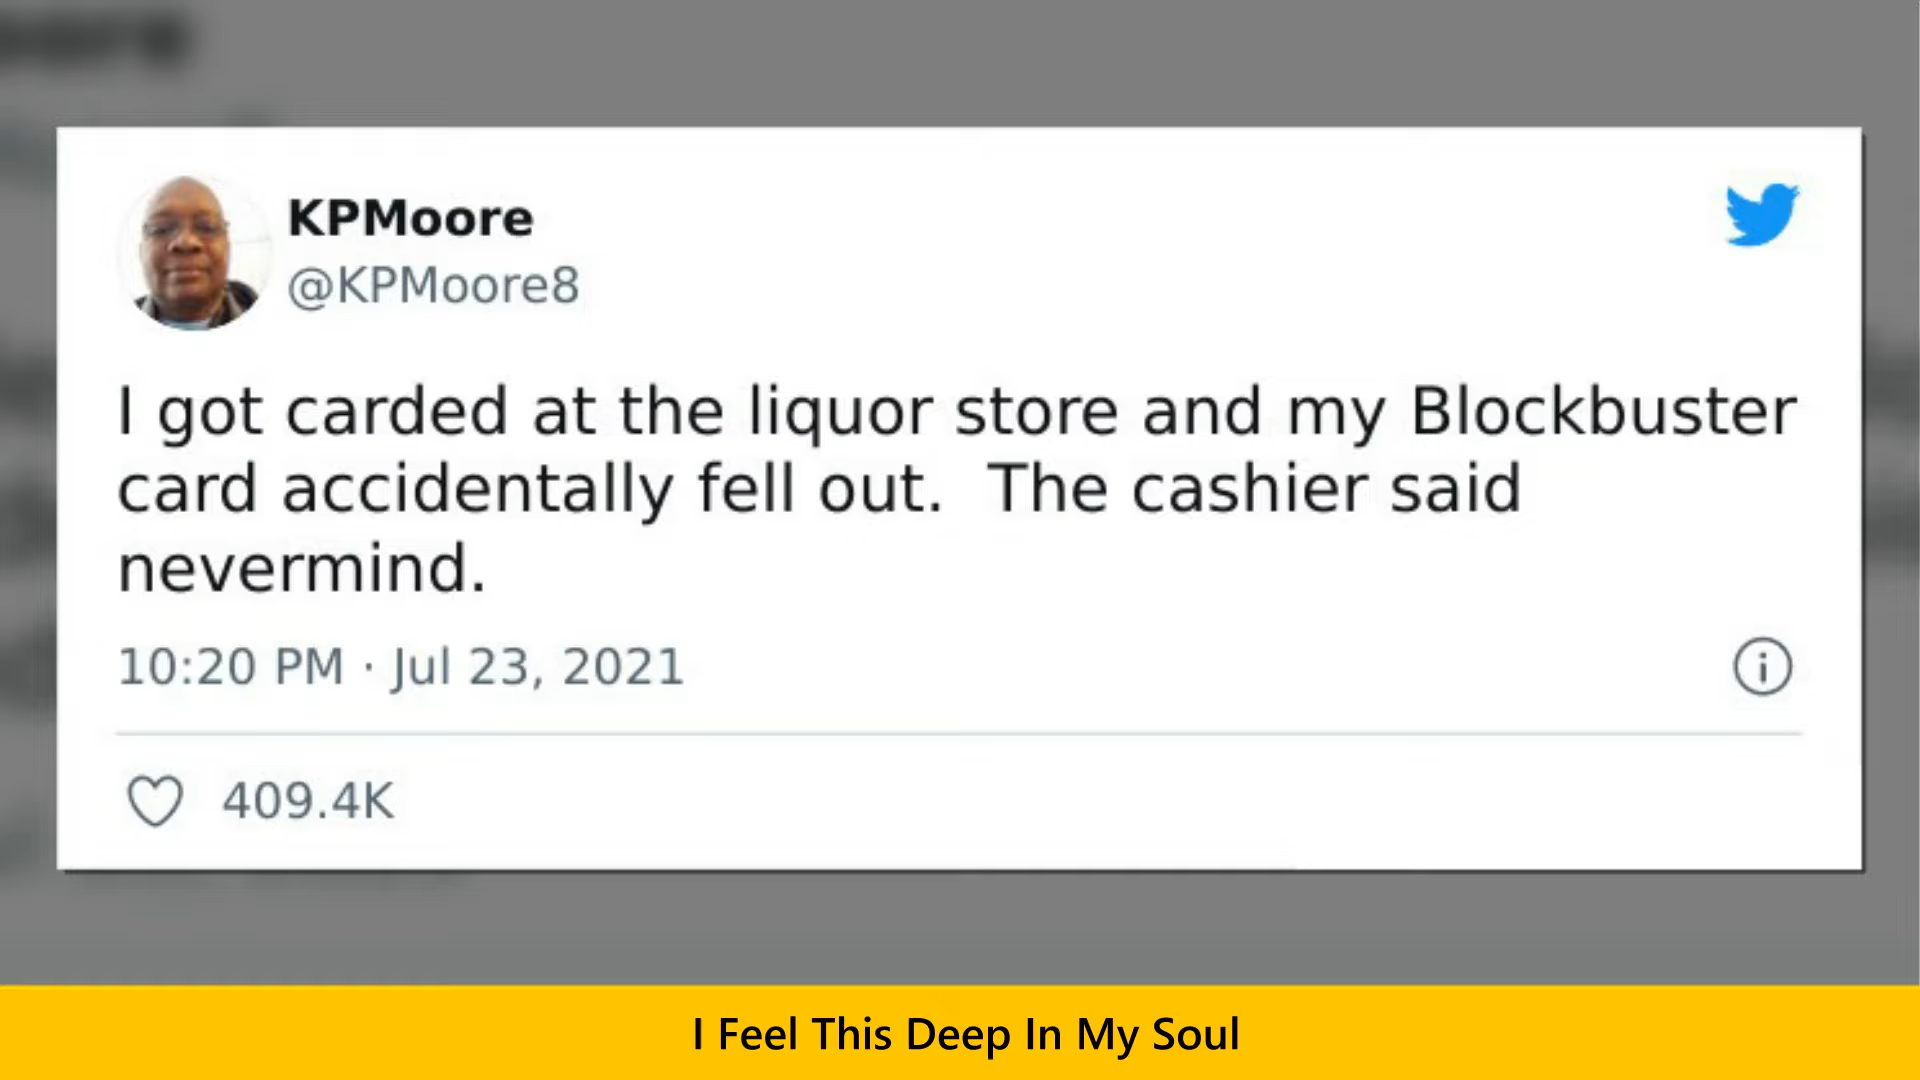 KPMoore
@KPMoore8
I got carded at the liquor store and my Blockbuster
card accidentally fell out.  The cashier said
nevermind.
10:20 PM · Jul 23, 2021
409.4K
I Feel This Deep In My Soul